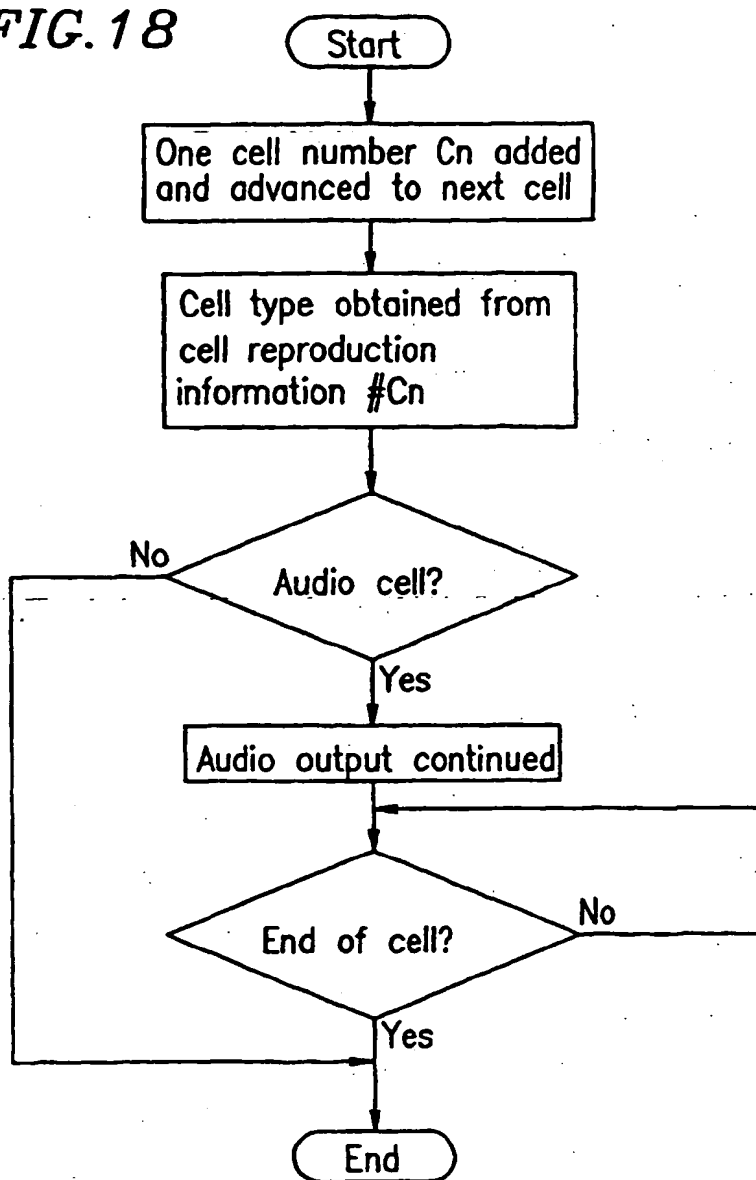 FIG.18
Start
One cell number Cn added
and advanced to next cell
Cell type obtained from
cell reproduction
information #Cn
No
Audio cell?
Yes
Audio output continued
End of cell?
No
Yes
End